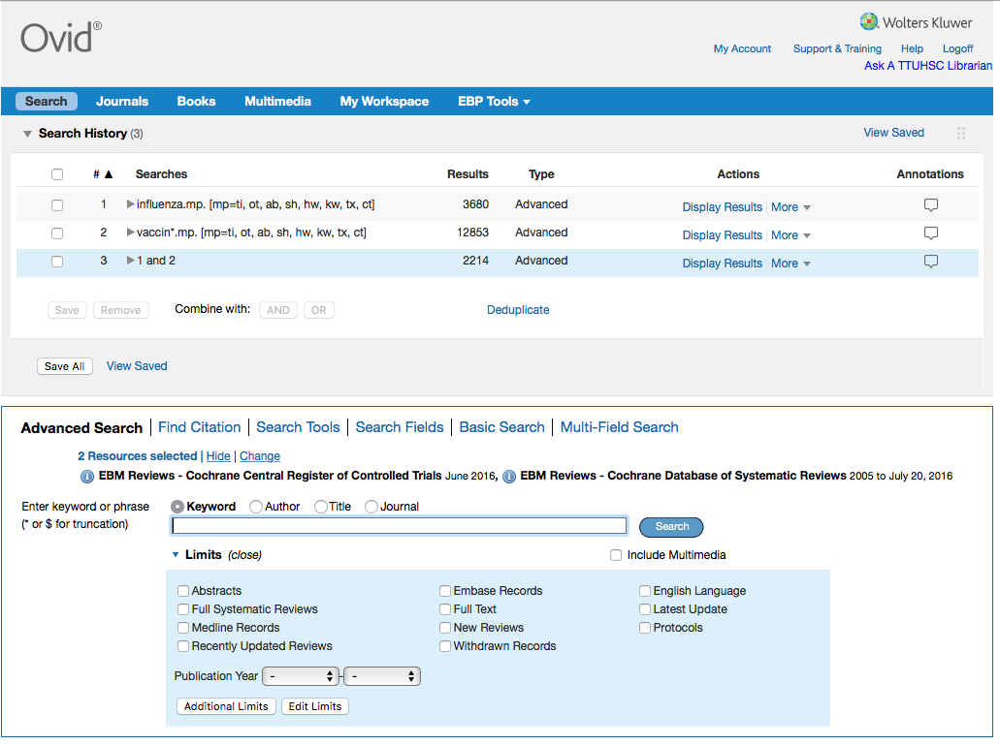 Ovid®
Wolters Kluwer
My Account Support & Training Help Logoff
Ask A TTUHSC Librarian
Search Journals Books Multimedia My Workspace EBP Tools ▼
▼ Search History (3) View Saved
# ▲ Searches Results Type Actions Annotations
1 ▶influenza.mp. [mp=ti, ot, ab, sh, hw, kw, tx, ct] 3680 Advanced Display Results | More ▼
2 ▶vaccin*.mp. [mp=ti, ot, ab, sh, hw, kw, tx, ct] 12853 Advanced Display Results | More ▼
3 ▶1 and 2 2214 Advanced Display Results | More ▼
Save Remove Combine with: AND OR Deduplicate
Save All View Saved
Advanced Search | Find Citation | Search Tools | Search Fields | Basic Search | Multi-Field Search
2 Resources selected | Hide | Change
EBM Reviews - Cochrane Central Register of Controlled Trials June 2016, EBM Reviews - Cochrane Database of Systematic Reviews 2005 to July 20, 2016
Enter keyword or phrase
(* or $ for truncation)
Keyword Author Title Journal
Search
▼ Limits (close) Include Multimedia
Abstracts Embase Records English Language
Full Systematic Reviews Full Text Latest Update
Medline Records New Reviews Protocols
Recently Updated Reviews Withdrawn Records
Publication Year - - -
Additional Limits Edit Limits